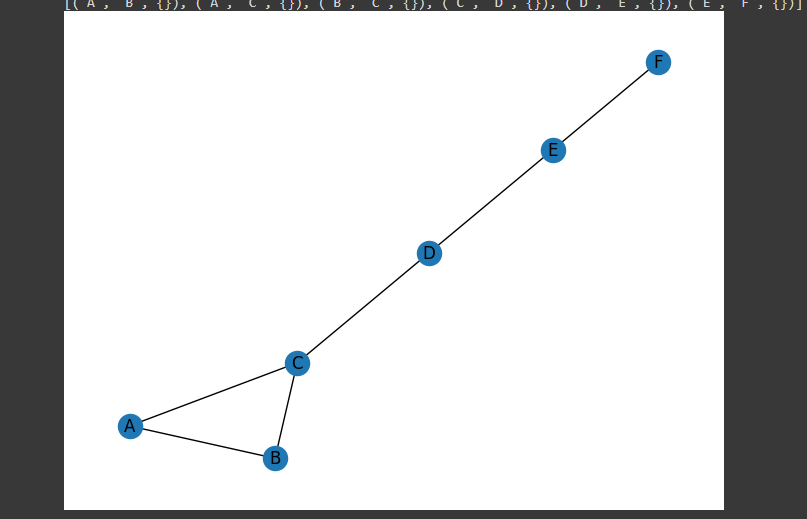 [('A', 'B', {}), ('A', 'C', {}), ('B', 'C', {}), ('C', 'D', {}), ('D', 'E', {}), ('E', 'F', {})]
F
E
D
C
A
B